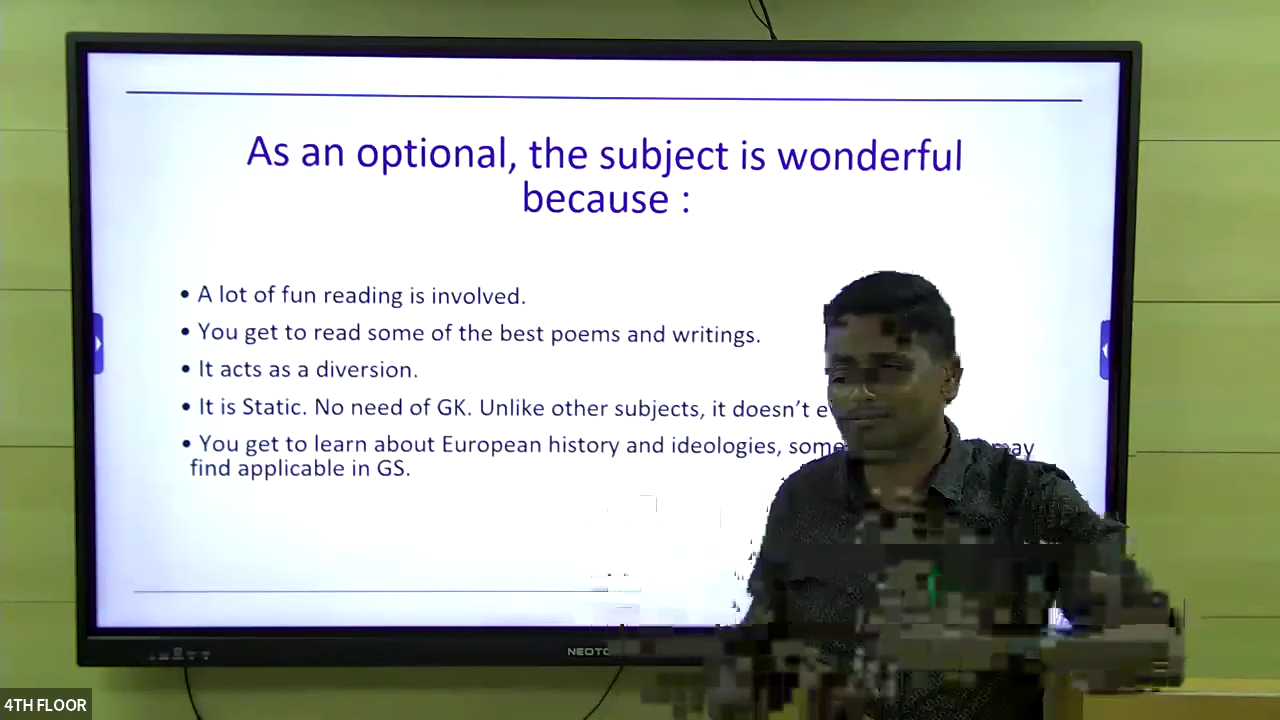 As an optional, the subject is wonderful
because :
• A lot of fun reading is involved.
• You get to read some of the best poems and writings.
• It acts as a diversion.
• It is Static. No need of GK. Unlike other subjects, it doesn't
• You get to learn about European history and ideologies, some may
find applicable in GS.
4TH FLOOR